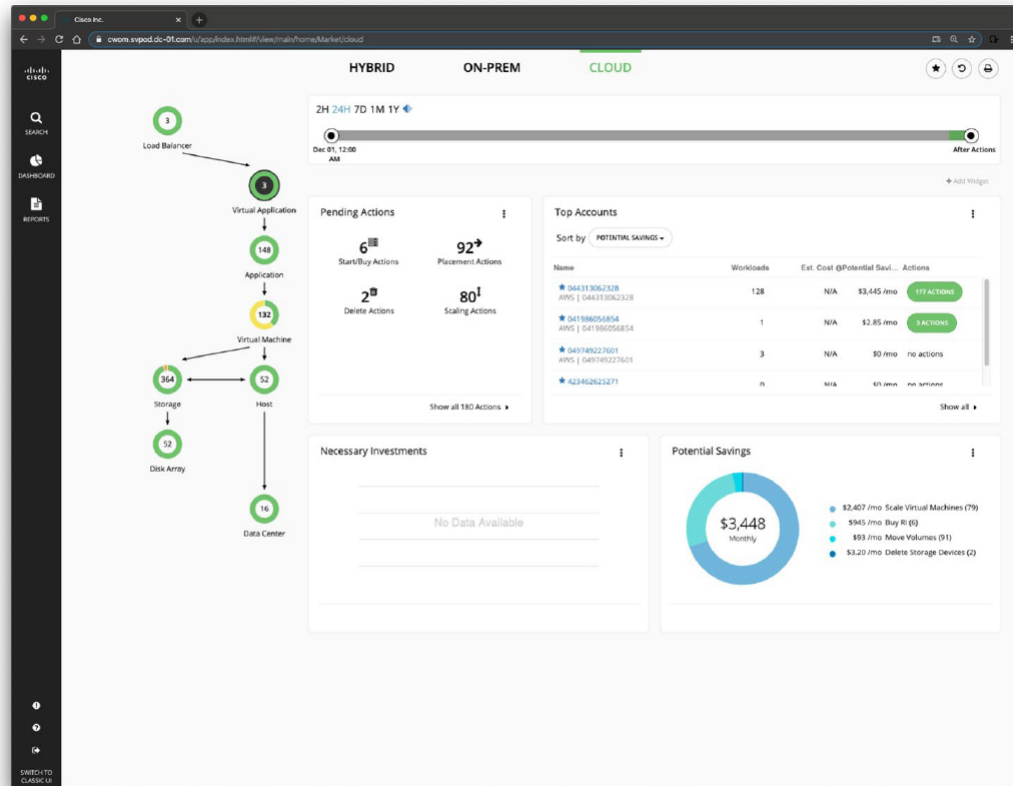 Cisco Inc.
cwom.svpod.dc-01.com/u/app/index.html#/view/main/home/Market/cloud
CISCO
SEARCH
DASHBOARD
REPORTS
SWITCH TO
CLASSIC UI
HYBRID ON-PREM CLOUD
3
Load Balancer
3
Virtual Application
148
Application
132
Virtual Machine
364
Storage
52
Host
52
Disk Array
16
Data Center
2H 24H 7D 1M 1Y
Dec 01, 12:00
AM
After Actions
+ Add Widget
Pending Actions
6 92
Start/Buy Actions Placement Actions
2 80
Delete Actions Scaling Actions
Show all 180 Actions
Top Accounts
Sort by POTENTIAL SAVINGS
Name Workloads Est. Cost Potential Savi... Actions
044313062328 128 N/A $3,445 /mo 177 ACTIONS
AWS | 044313062328
041986056854 1 N/A $2.85 /mo 3 ACTIONS
AWS | 041986056854
049749227601 3 N/A $0 /mo no actions
AWS | 049749227601
423462625271 0 N/A $0 /mo no actions
Show all
Necessary Investments
No Data Available
Potential Savings
$3,448
Monthly
$2,407 /mo Scale Virtual Machines (79)
$945 /mo Buy RI (6)
$93 /mo Move Volumes (91)
$3.20 /mo Delete Storage Devices (2)